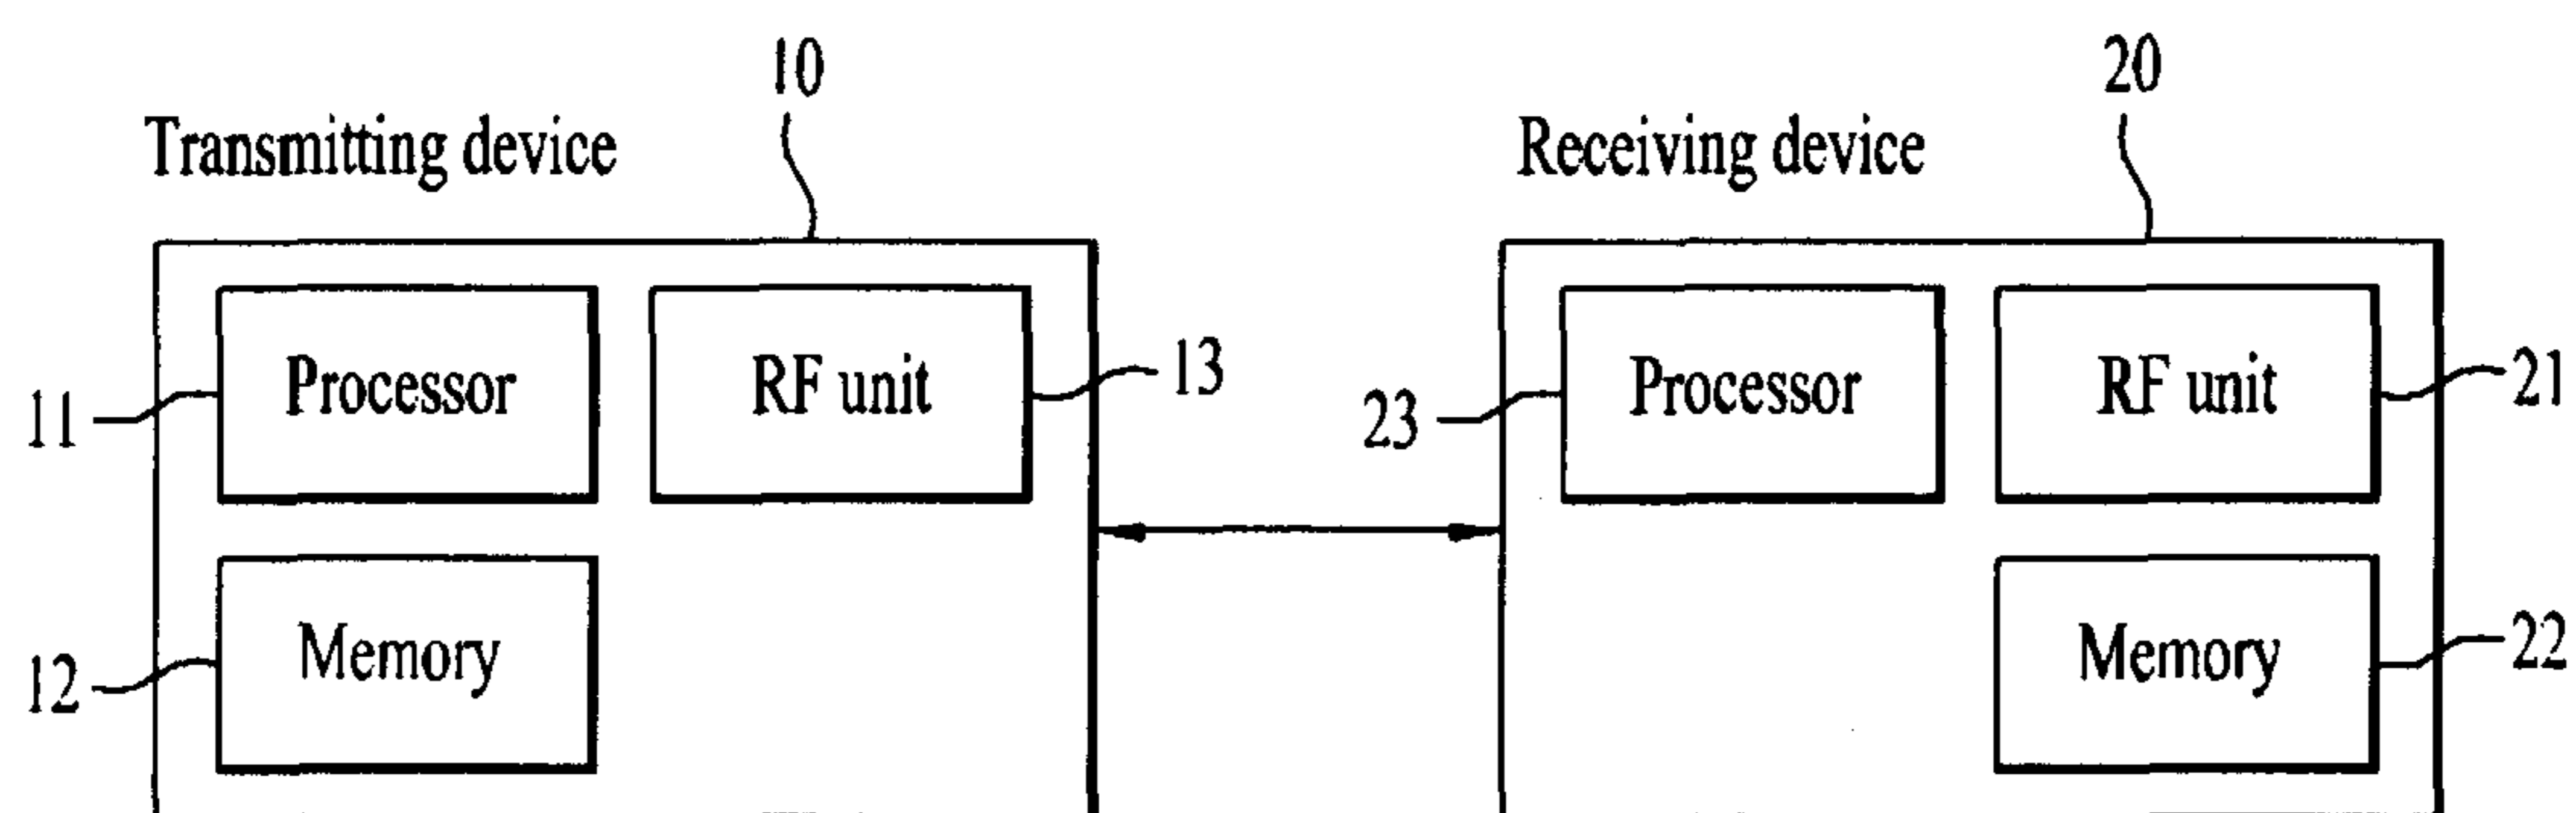 10
20
Transmitting device
Receiving device
Processor
RF unit
13
11
Processor
RF unit
21
23
Memory
12
Memory
22